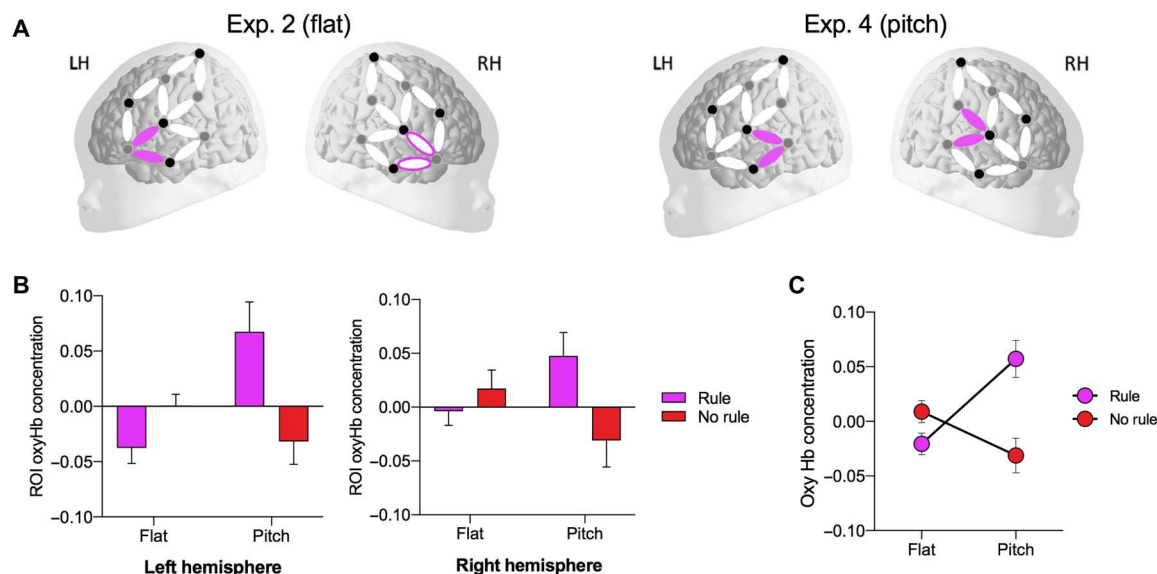 A
Exp. 2 (flat)
Exp. 4 (pitch)
LH
RH
LH
RH
B
ROI oxyHb concentration
0.10
0.05
0.00
−0.05
−0.10
Flat
Pitch
Left hemisphere
ROI oxyHb concentration
0.10
0.05
0.00
−0.05
−0.10
Flat
Pitch
Right hemisphere
Rule
No rule
C
Oxy Hb concentration
0.10
0.05
0.00
−0.05
−0.10
Flat
Pitch
Rule
No rule